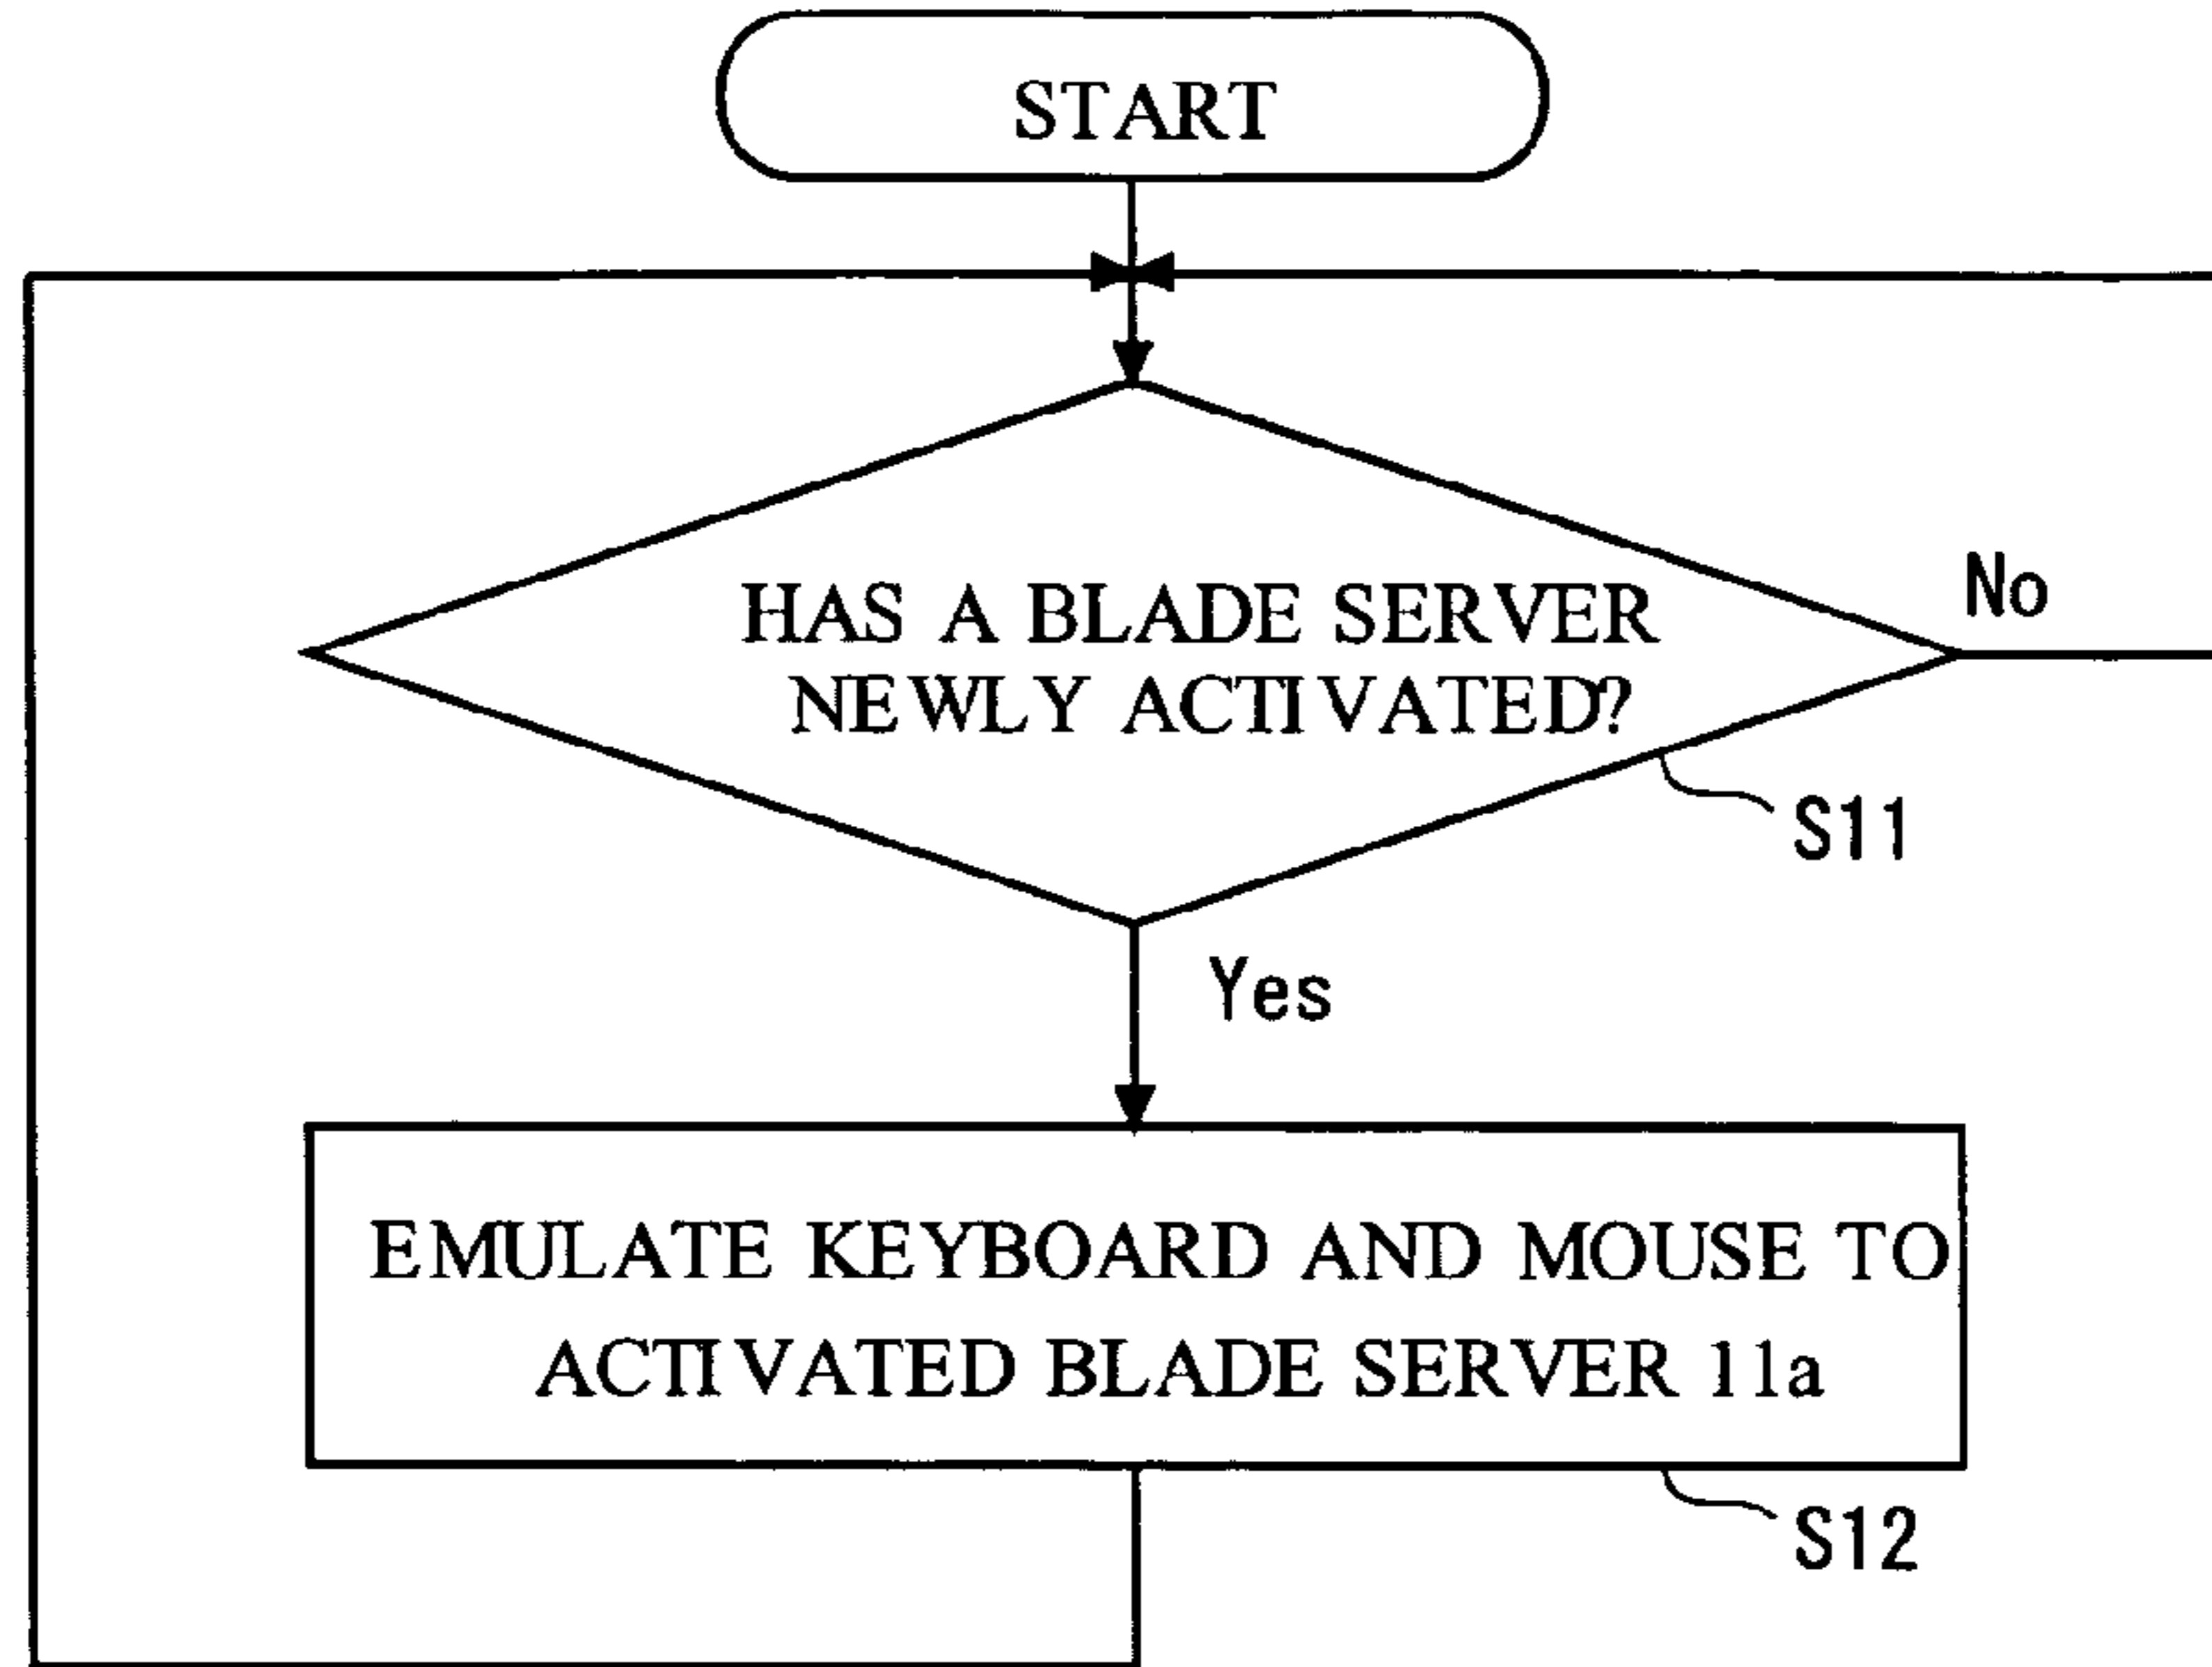 START
HAS A BLADE SERVER
NEWLY ACTIVATED?
No
S11
Yes
EMULATE KEYBOARD AND MOUSE TO
ACTIVATED BLADE SERVER 11a
S12